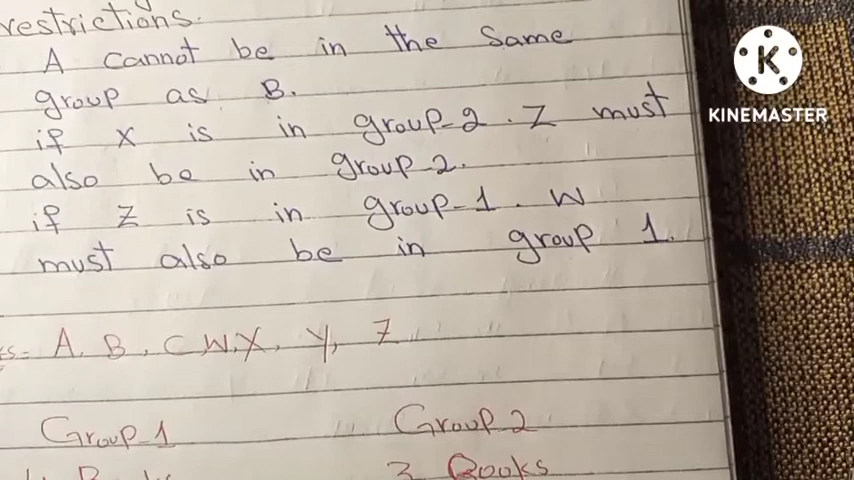 restrictions.
A cannot be in the same
group as B.
if X is in group-2. Z must
also be in group-2.
if Z is in group-1. W
must also be in group 1.
A, B, C, W, X, Y, Z
Group-1 Group-2
3 Books
K
KINEMASTER